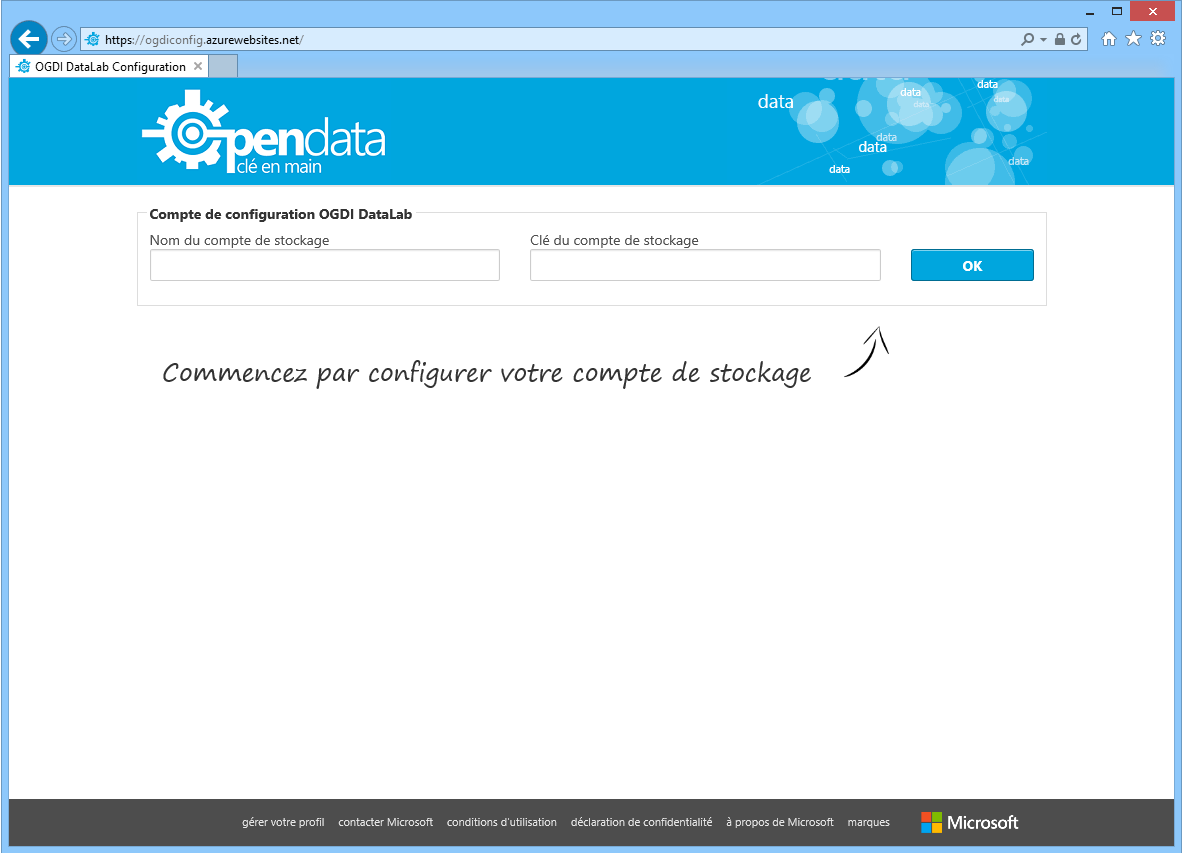 https://ogdiconfig.azurewebsites.net/
OGDI DataLab Configuration
opendata
clé en main
data
data
data
data
data
data
data
data
data
Compte de configuration OGDI DataLab
Nom du compte de stockage
Clé du compte de stockage
OK
Commencez par configurer votre compte de stockage
gérer votre profil contacter Microsoft conditions d'utilisation déclaration de confidentialité à propos de Microsoft marques Microsoft